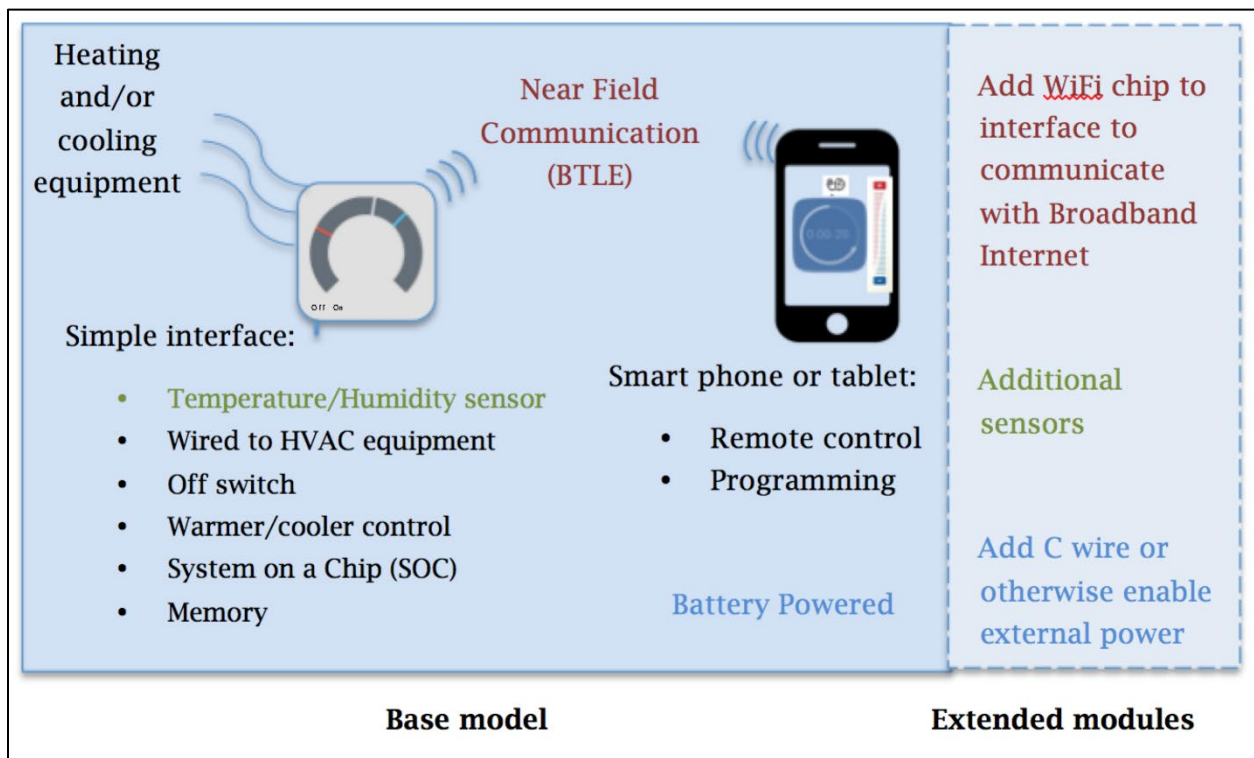 Heating
and/or
cooling
equipment
Near Field
Communication
(BTLE)
Off On
0:00:28
Simple interface:
• Temperature/Humidity sensor
• Wired to HVAC equipment
• Off switch
• Warmer/cooler control
• System on a Chip (SOC)
• Memory
Smart phone or tablet:
• Remote control
• Programming
Battery Powered
Add WiFi chip to
interface to
communicate
with Broadband
Internet
Additional
sensors
Add C wire or
otherwise enable
external power
Base model
Extended modules